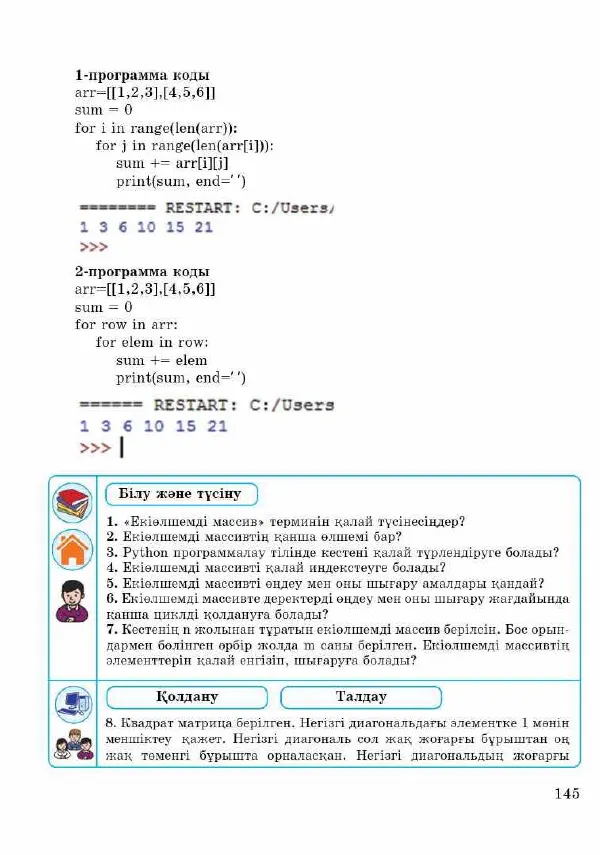 1-программа коды
arr=[[1,2,3],[4,5,6]]
sum = 0
for i in range(len(arr)):
for j in range(len(arr[i])):
sum += arr[i][j]
print(sum, end=' ')
======== RESTART: C:/Users/
1 3 6 10 15 21
>>>
2-программа коды
arr=[[1,2,3],[4,5,6]]
sum = 0
for row in arr:
for elem in row:
sum += elem
print(sum, end=' ')
====== RESTART: C:/Users
1 3 6 10 15 21
>>>
Білу және түсіну
1. «Екіөлшемді массив» терминін қалай түсінесіңдер?
2. Екіөлшемді массивтің қанша өлшемі бар?
3. Python программалау тілінде кестені қалай түрлендіруге болады?
4. Екіөлшемді массивті қалай индекстеуге болады?
5. Екіөлшемді массивті өңдеу мен оны шығару амалдары қандай?
6. Екіөлшемді массивте деректерді өңдеу мен оны шығару жағдайында
қанша циклді қолдануға болады?
7. Кестенің n жолынан тұратын екіөлшемді массив берілсін. Бос орын-
дармен бөлінген әрбір жолда m саны берілген. Екіөлшемді массивтің
элементтерін қалай енгізіп, шығаруға болады?
Қолдану
Талдау
8. Квадрат матрица берілген. Негізгі диагональдағы элементке 1 мәнін
меншіктеу қажет. Негізгі диагональ сол жақ жоғарғы бұрыштан оң
жақ төменгі бұрышта орналасқан. Негізгі диагональдың жоғарғы
145